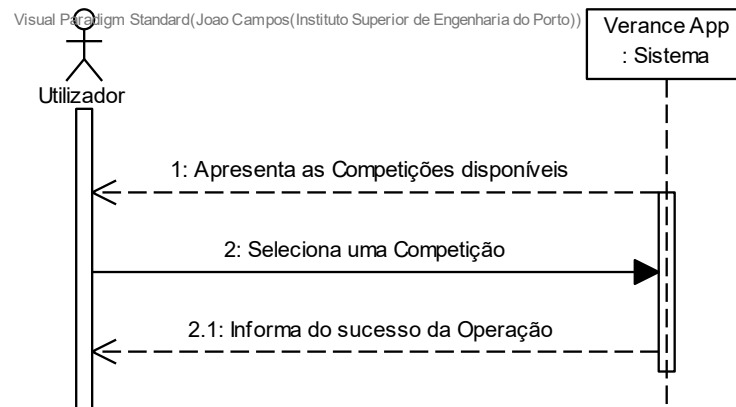 Visual Paradigm Standard(Joao Campos(Instituto Superior de Engenharia do Porto))
Verance App
: Sistema
Utilizador
1: Apresenta as Competições disponíveis
2: Seleciona uma Competição
2.1: Informa do sucesso da Operação